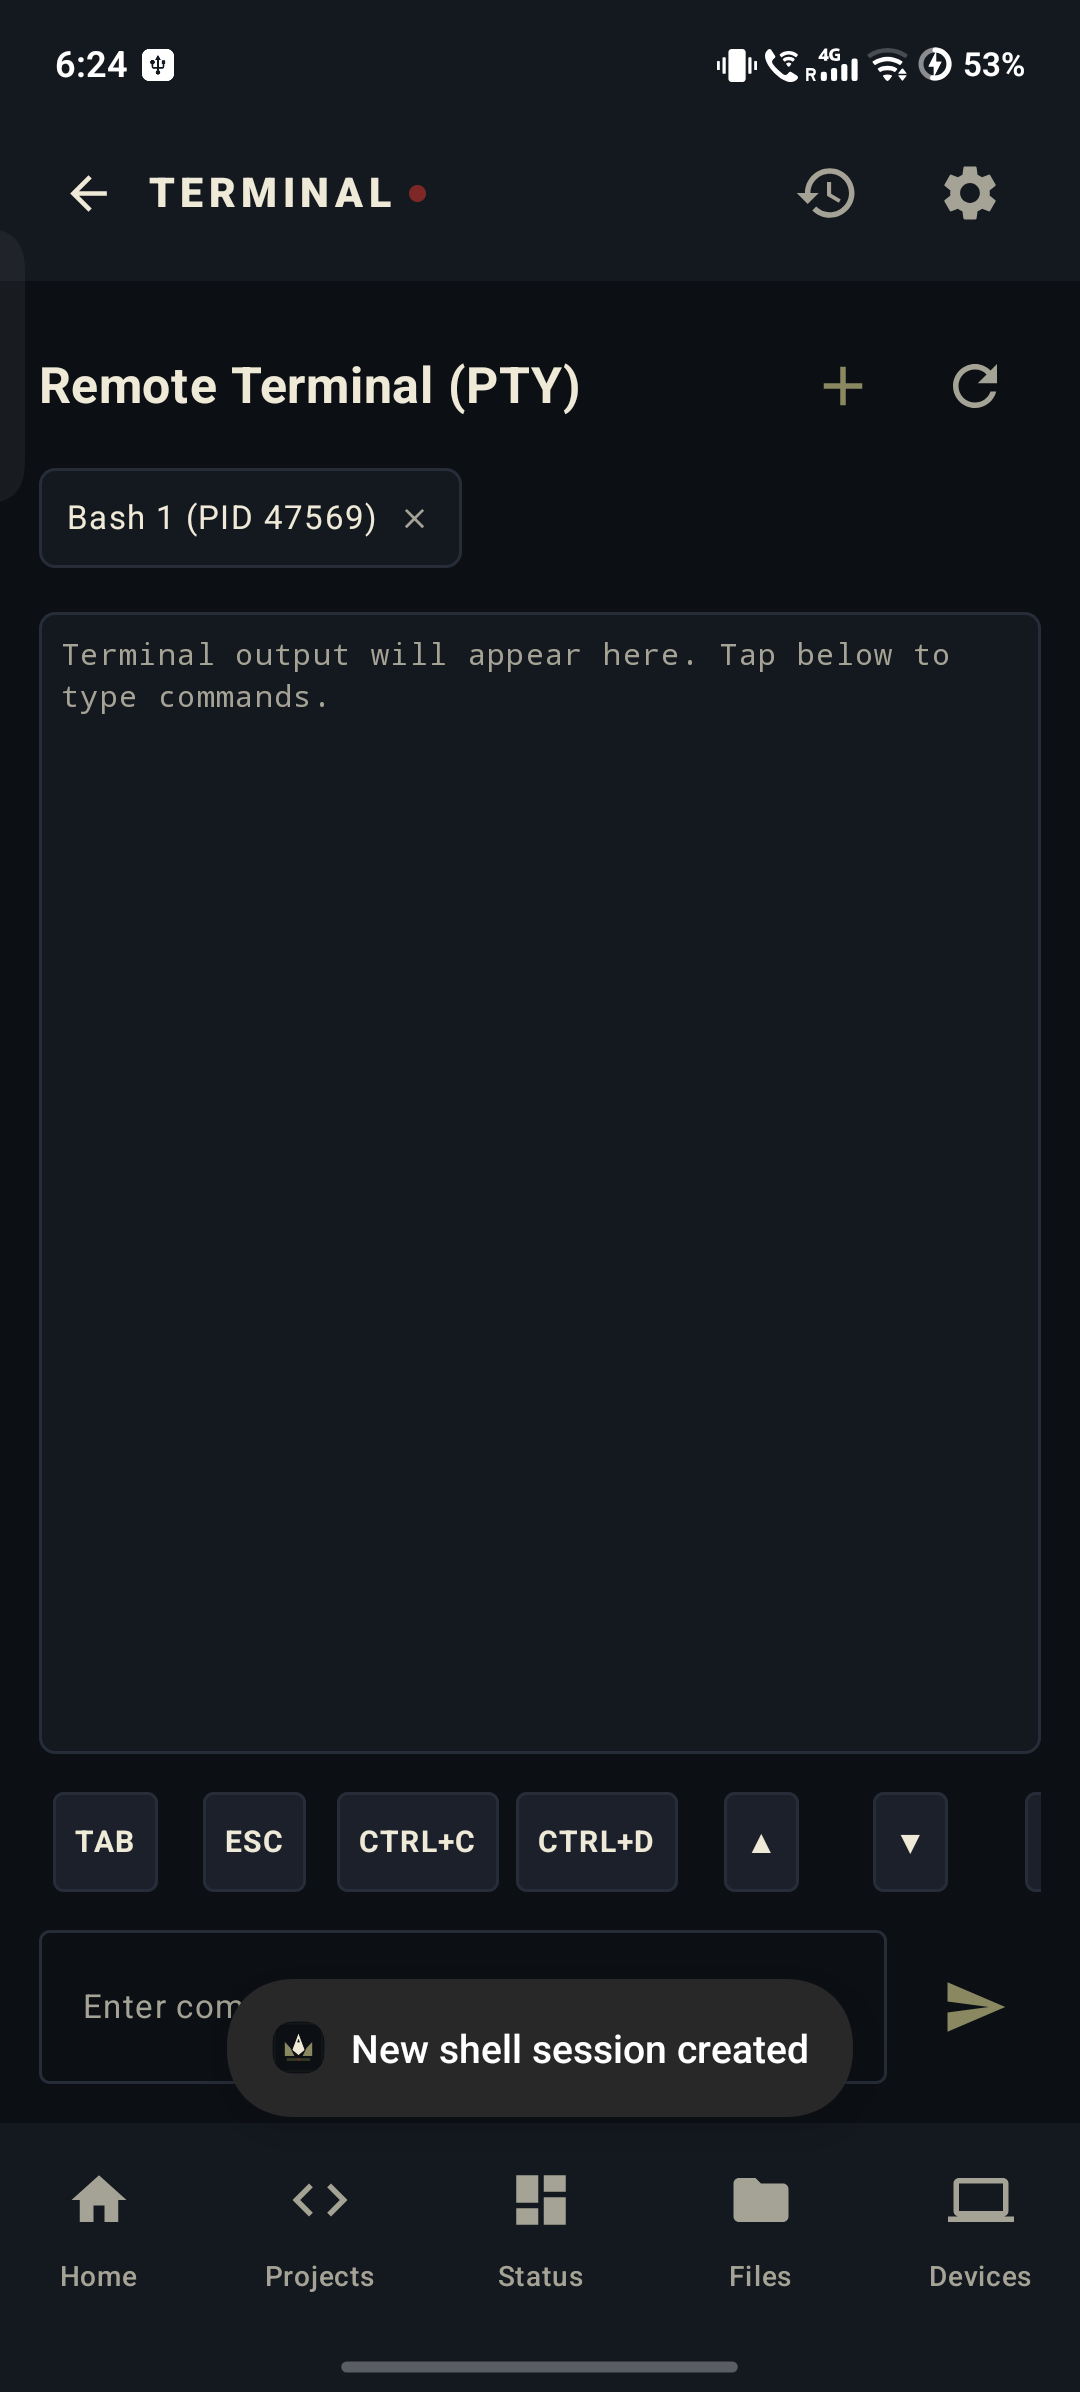 6:24
4G
R
53%
TERMINAL
Remote Terminal (PTY)
Bash 1 (PID 47569)
Terminal output will appear here. Tap below to
type commands.
TAB
ESC
CTRL+C
CTRL+D
▲
▼
Enter com
New shell session created
Home
Projects
Status
Files
Devices